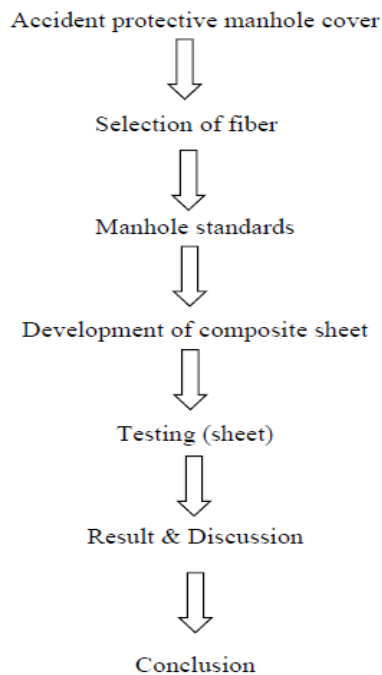 Accident protective manhole cover
Selection of fiber
Manhole standards
Development of composite sheet
Testing (sheet)
Result & Discussion
Conclusion